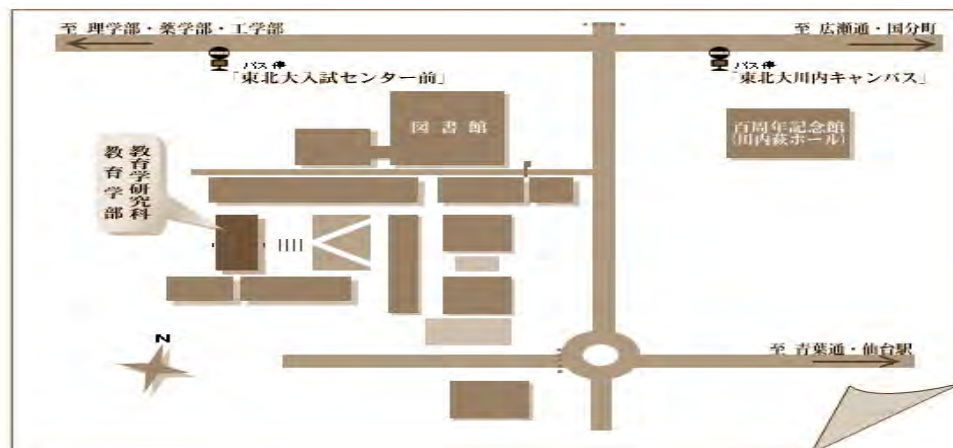 至 理学部・薬学部・工学部
至 広瀬通・国分町
バス停
「東北大入試センター前」
バス停
「東北大川内キャンパス」
図書館
百周年記念館
(川内萩ホール)
教育学研究科
教育学部
N
至 青葉通・仙台駅